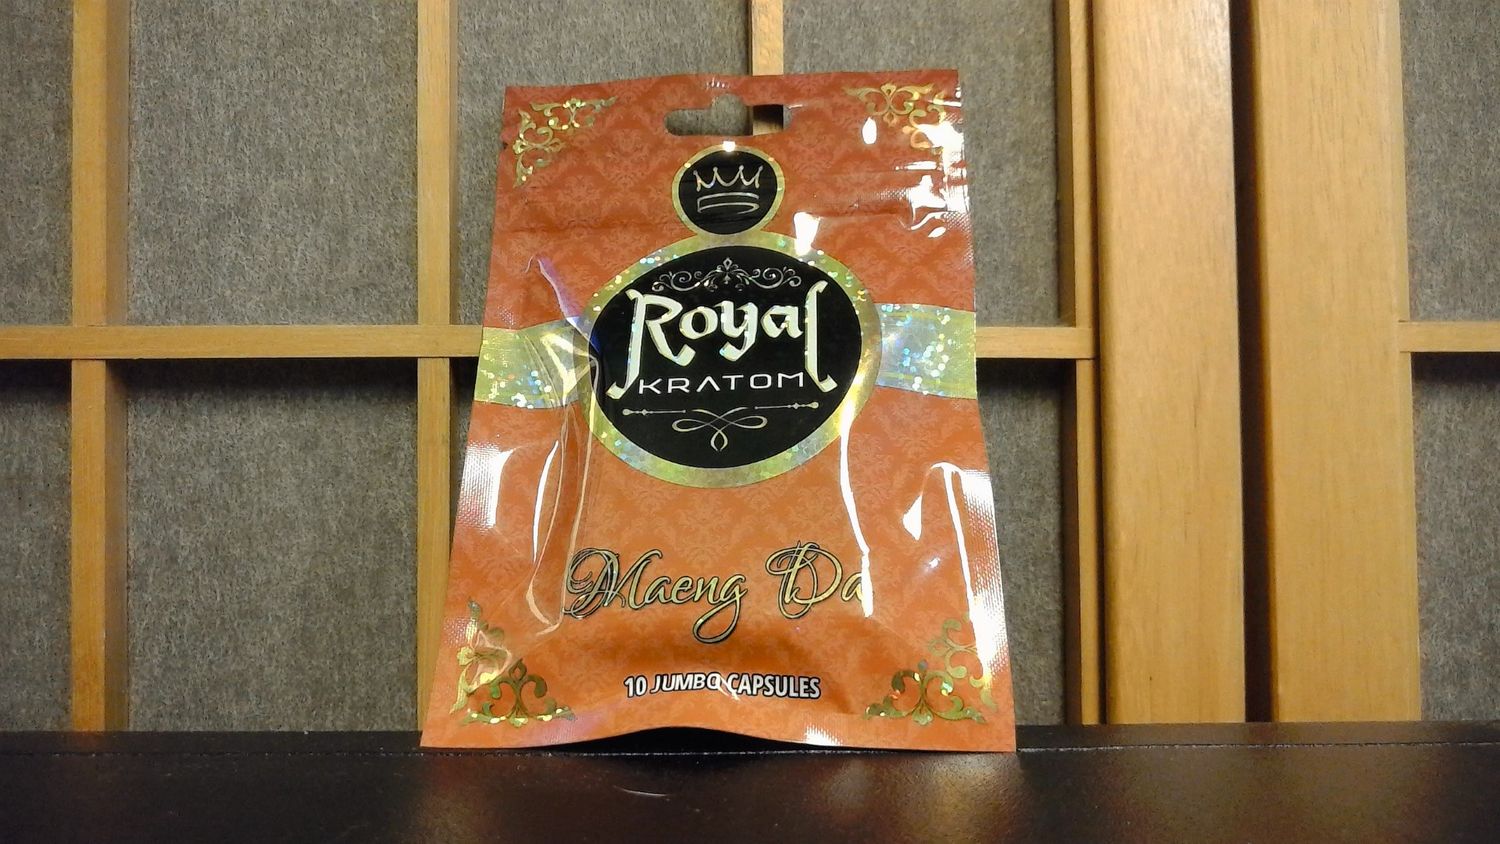 Royal
KRATOM
Maeng Da
10 JUMBO CAPSULES